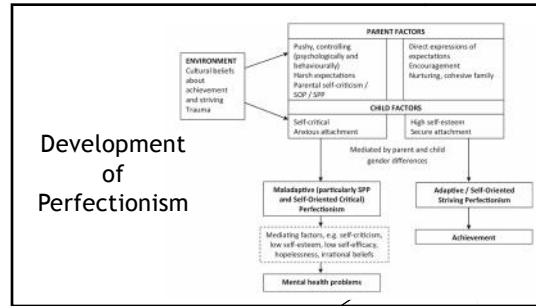 Development
of
Perfectionism
ENVIRONMENT
Cultural beliefs
about
achievement
and striving
Trauma
PARENT FACTORS
Pushy, controlling
(psychologically and
behaviourally)
Harsh expectations
Parental self-criticism /
SOP / SPP
Direct expressions of
expectations
Encouragement
Nurturing, cohesive family
CHILD FACTORS
Self-critical
Anxious attachment
High self-esteem
Secure attachment
Mediated by parent and child
gender differences
Maladaptive (particularly SPP
and Self-Oriented Critical)
Perfectionism
Adaptive / Self-Oriented
Striving Perfectionism
Mediating factors, e.g. self-criticism,
low self-esteem, low self-efficacy,
hopelessness, irrational beliefs
Achievement
Mental health problems